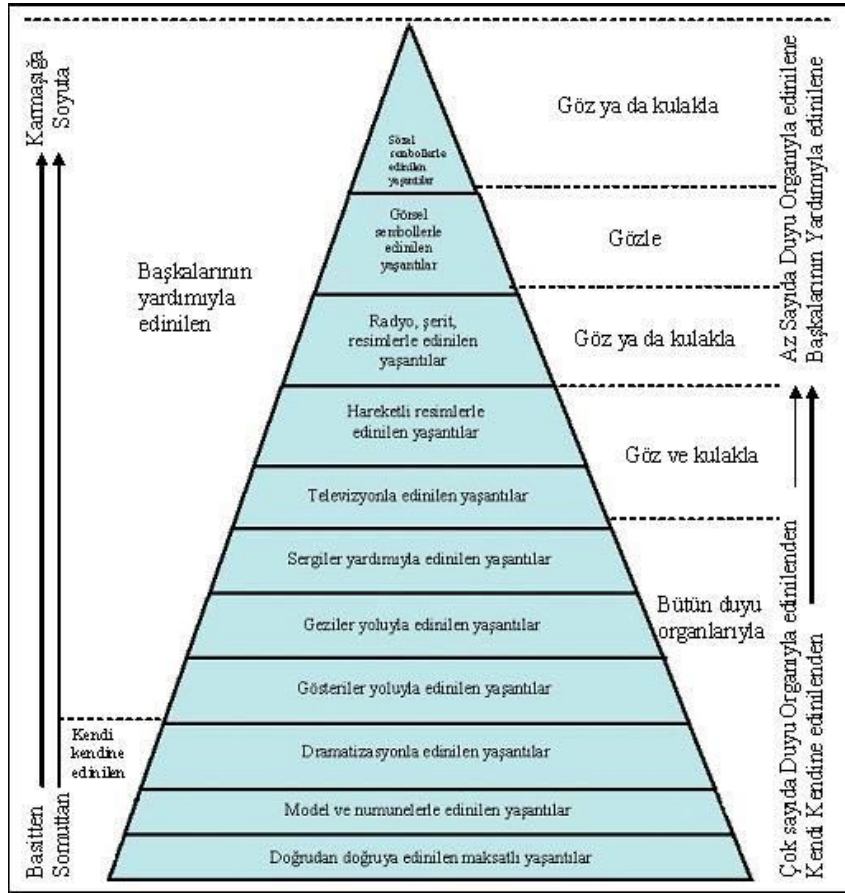 Karmaşığa
Soyuta
Başkalarının
yardımıyla
edinilen
Kendi
kendine
edinilen
Basitten
Somuttan
Sözel
sembollerle
edinilen
yaşantılar
Görsel
sembollerle
edinilen
yaşantılar
Radyo, şerit,
resimlerle edinilen
yaşantılar
Hareketli resimlerle
edinilen yaşantılar
Televizyonla edinilen yaşantılar
Sergiler yardımıyla edinilen yaşantılar
Geziler yoluyla edinilen yaşantılar
Gösteriler yoluyla edinilen yaşantılar
Dramatizasyonla edinilen yaşantılar
Model ve numunelerle edinilen yaşantılar
Doğrudan doğruya edinilen maksatlı yaşantılar
Göz ya da kulakla
Gözle
Göz ya da kulakla
Göz ve kulakla
Bütün duyu
organlarıyla
Az Sayıda Duyu Organıyla edinilene
Başkalarının Yardımıyla edinilene
Çok sayıda Duyu Organıyla edinilenden
Kendi Kendine edinilenden